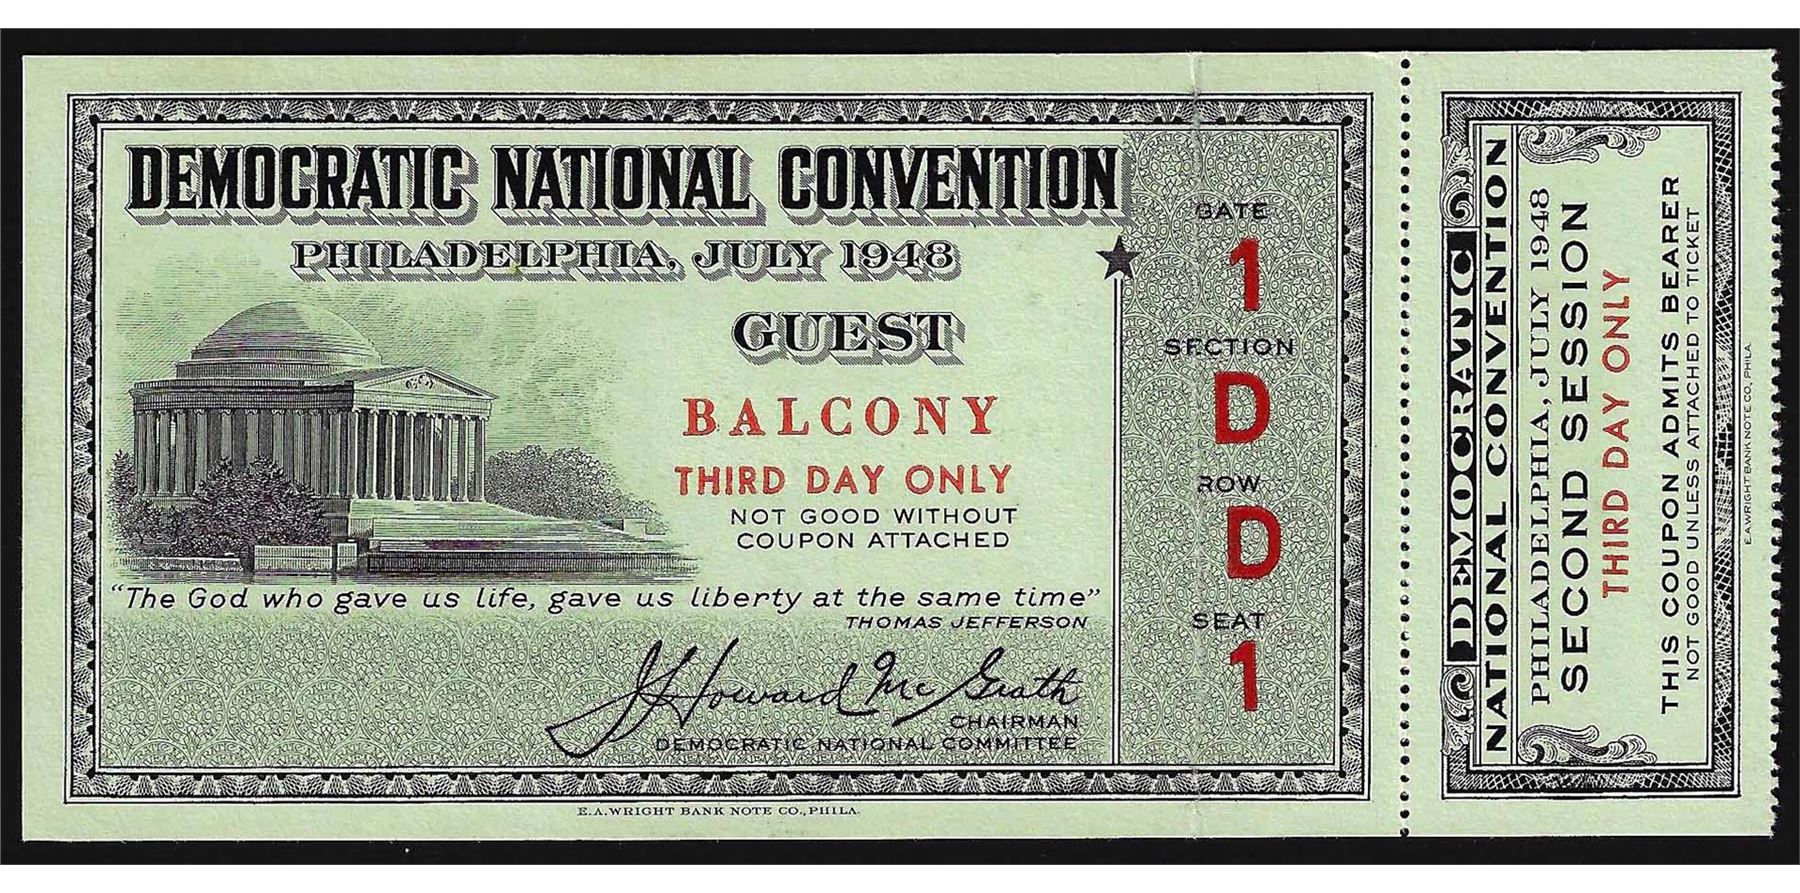 DEMOCRATIC NATIONAL CONVENTION
PHILADELPHIA, JULY 1948
GUEST
BALCONY
THIRD DAY ONLY
NOT GOOD WITHOUT
COUPON ATTACHED
"The God who gave us life, gave us liberty at the same time"
THOMAS JEFFERSON
J. Howard McGrath
CHAIRMAN
DEMOCRATIC NATIONAL COMMITTEE
GATE
1
SECTION
D
ROW
D
SEAT
1
E.A.WRIGHT BANK NOTE CO., PHILA.
DEMOCRATIC
NATIONAL CONVENTION
PHILADELPHIA, JULY 1948
SECOND SESSION
THIRD DAY ONLY
THIS COUPON ADMITS BEARER
NOT GOOD UNLESS ATTACHED TO TICKET
E.A.WRIGHT BANK NOTE CO., PHILA.